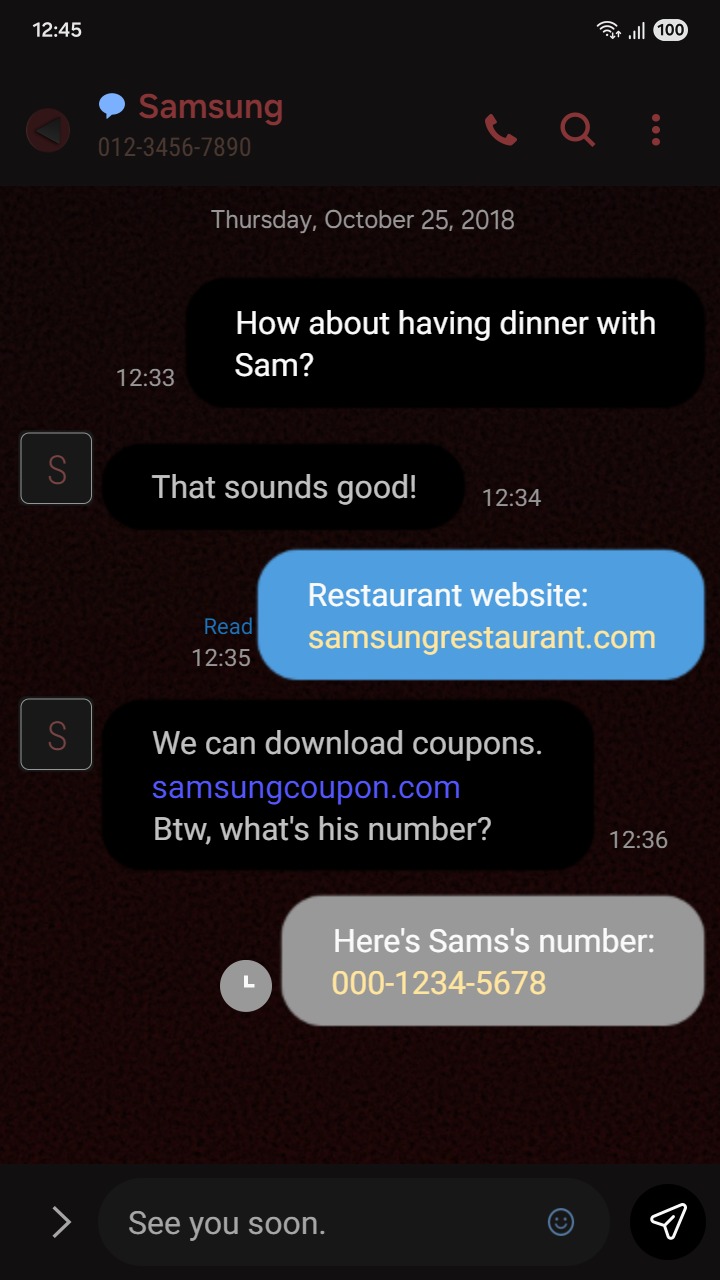 12:45
100
Samsung
012-3456-7890
Thursday, October 25, 2018
How about having dinner with
Sam?
12:33
S
That sounds good!
12:34
Restaurant website:
samsungrestaurant.com
Read
12:35
S
We can download coupons.
samsungcoupon.com
Btw, what's his number?
12:36
Here's Sams's number:
000-1234-5678
See you soon.